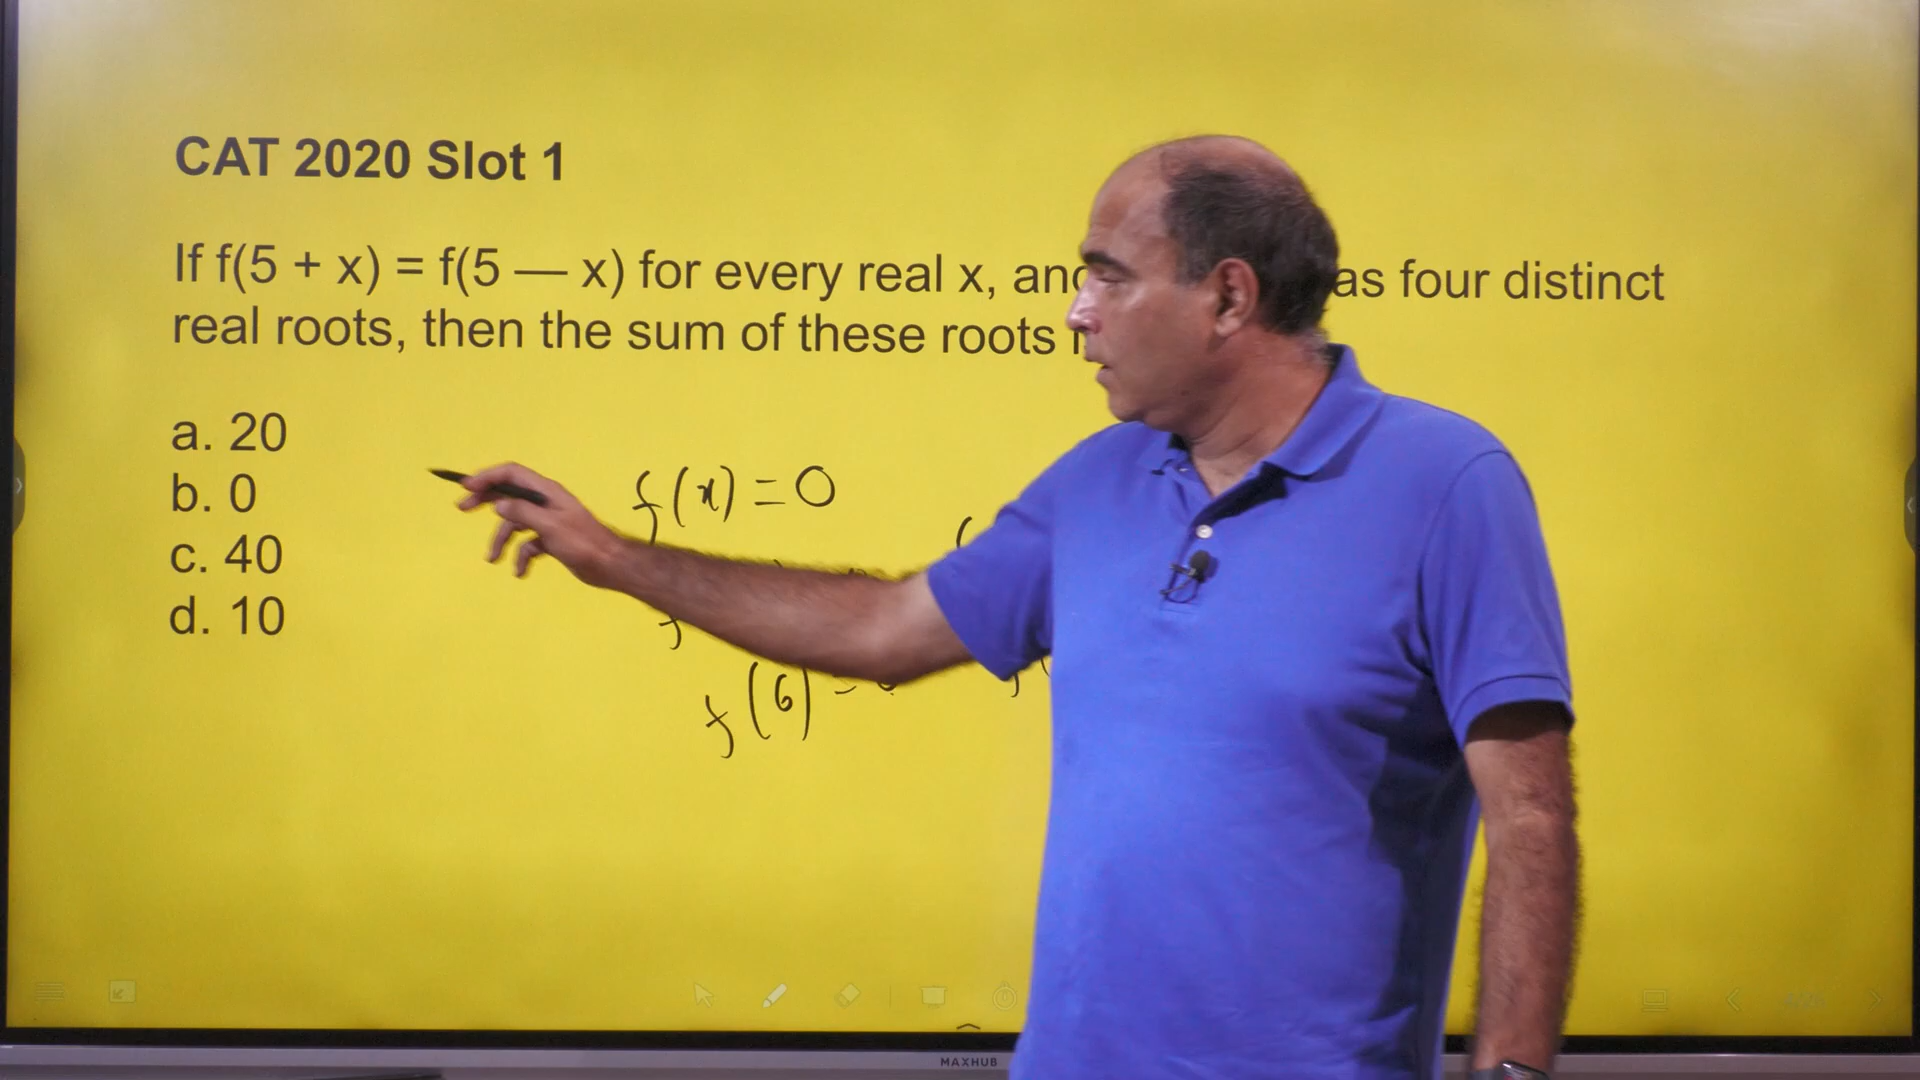 CAT 2020 Slot 1
If f(5 + x) = f(5 — x) for every real x, as four distinct
real roots, then the sum of these roots
a. 20
b. 0
c. 40
d. 10
f(x) = 0
f(6) =
MAXHUB